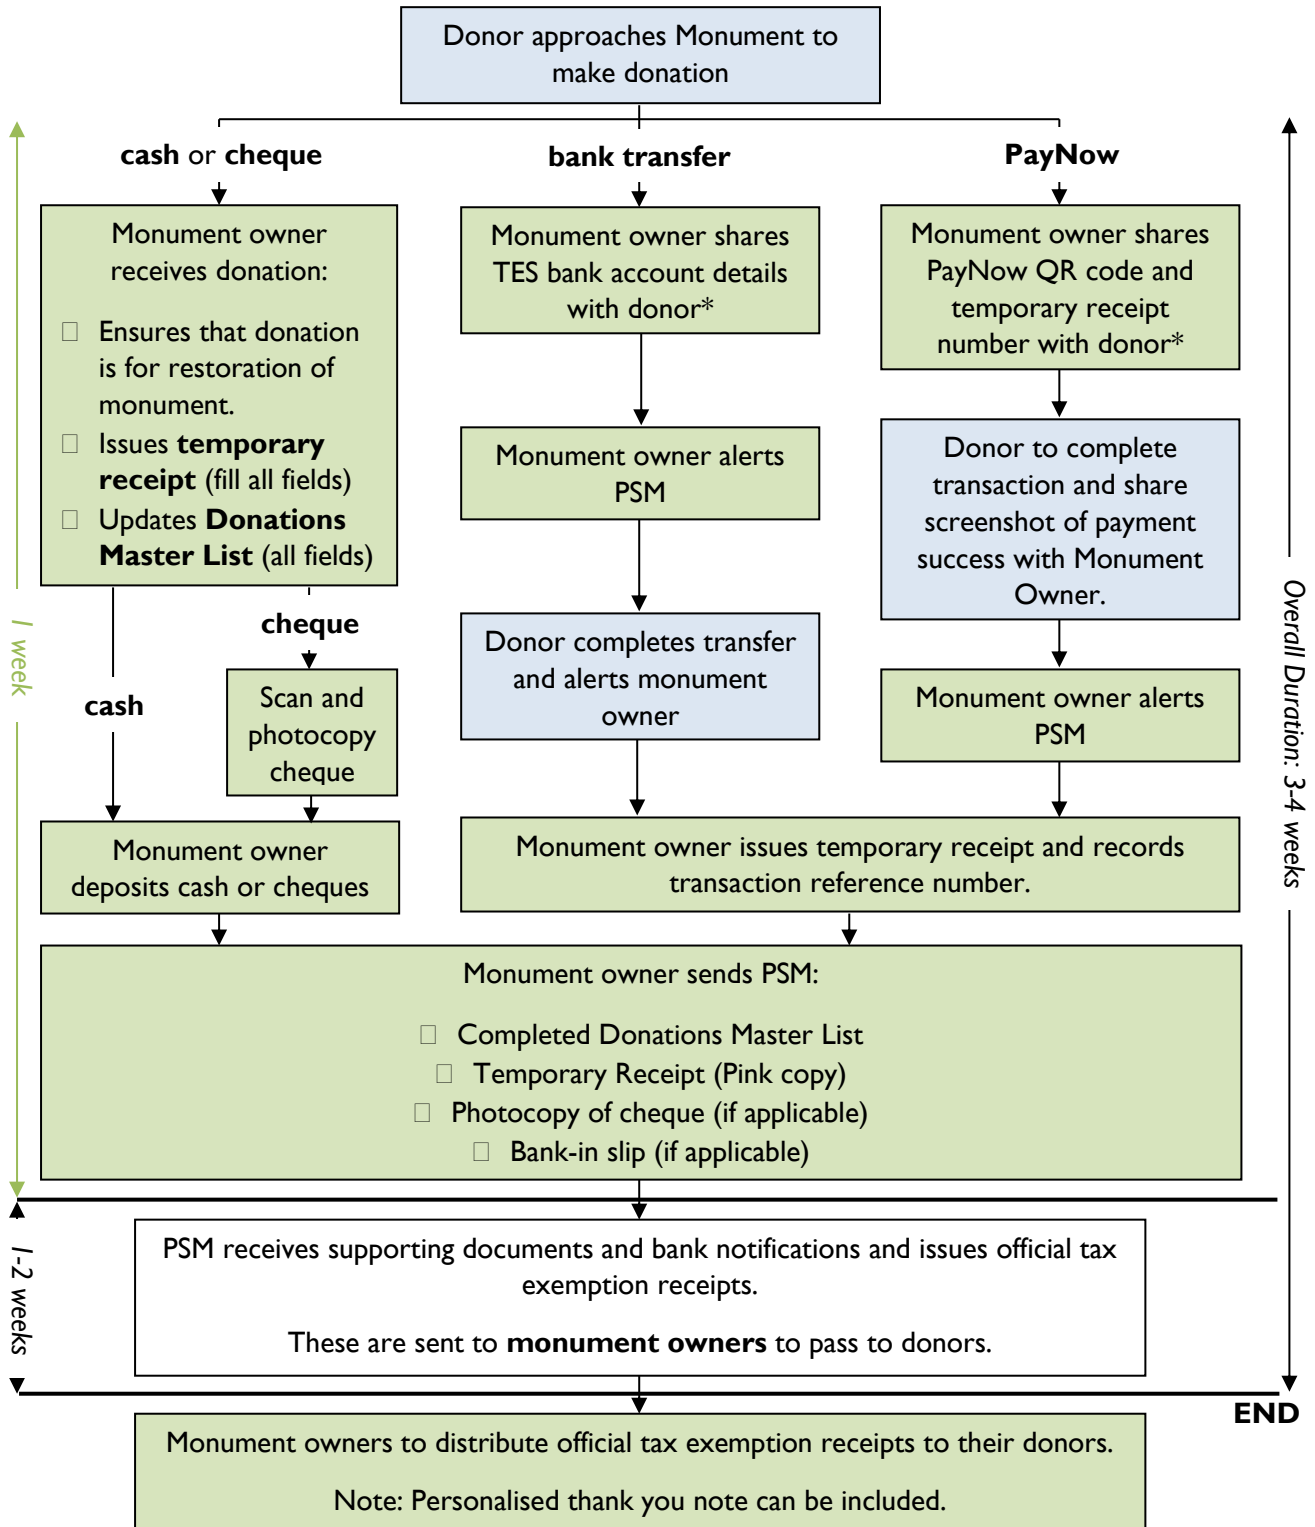 Donor approaches Monument to
make donation
cash or cheque
bank transfer
PayNow
Monument owner
receives donation:
☐ Ensures that donation
is for restoration of
monument.
☐ Issues temporary
receipt (fill all fields)
☐ Updates Donations
Master List (all fields)
Monument owner shares
TES bank account details
with donor*
Monument owner shares
PayNow QR code and
temporary receipt
number with donor*
Monument owner alerts
PSM
Donor to complete
transaction and share
screenshot of payment
success with Monument
Owner.
cash
cheque
Scan and
photocopy
cheque
Donor completes transfer
and alerts monument
owner
Monument owner alerts
PSM
Monument owner
deposits cash or cheques
Monument owner issues temporary receipt and records
transaction reference number.
Monument owner sends PSM:
☐ Completed Donations Master List
☐ Temporary Receipt (Pink copy)
☐ Photocopy of cheque (if applicable)
☐ Bank-in slip (if applicable)
1 week
Overall Duration: 3-4 weeks
PSM receives supporting documents and bank notifications and issues official tax
exemption receipts.
These are sent to monument owners to pass to donors.
1-2 weeks
END
Monument owners to distribute official tax exemption receipts to their donors.
Note: Personalised thank you note can be included.